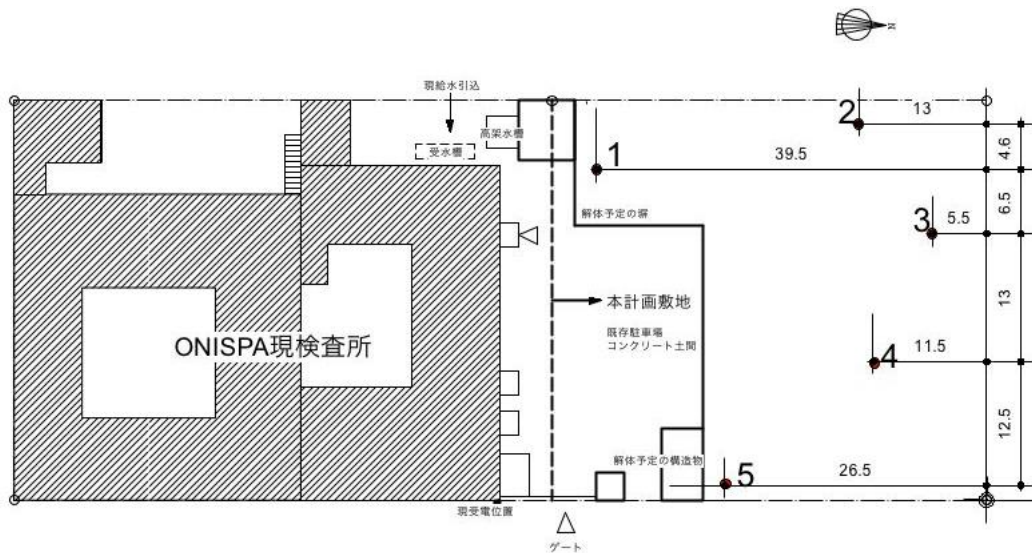 N
現給水引込
2
13
高架水槽
受水槽
1
39.5
4.6
6.5
解体予定の塀
3
5.5
本計画敷地
13
既存駐車場
コンクリート土間
ONISPA現検査所
4
11.5
12.5
解体予定の構造物
5
26.5
現受電位置
ゲート